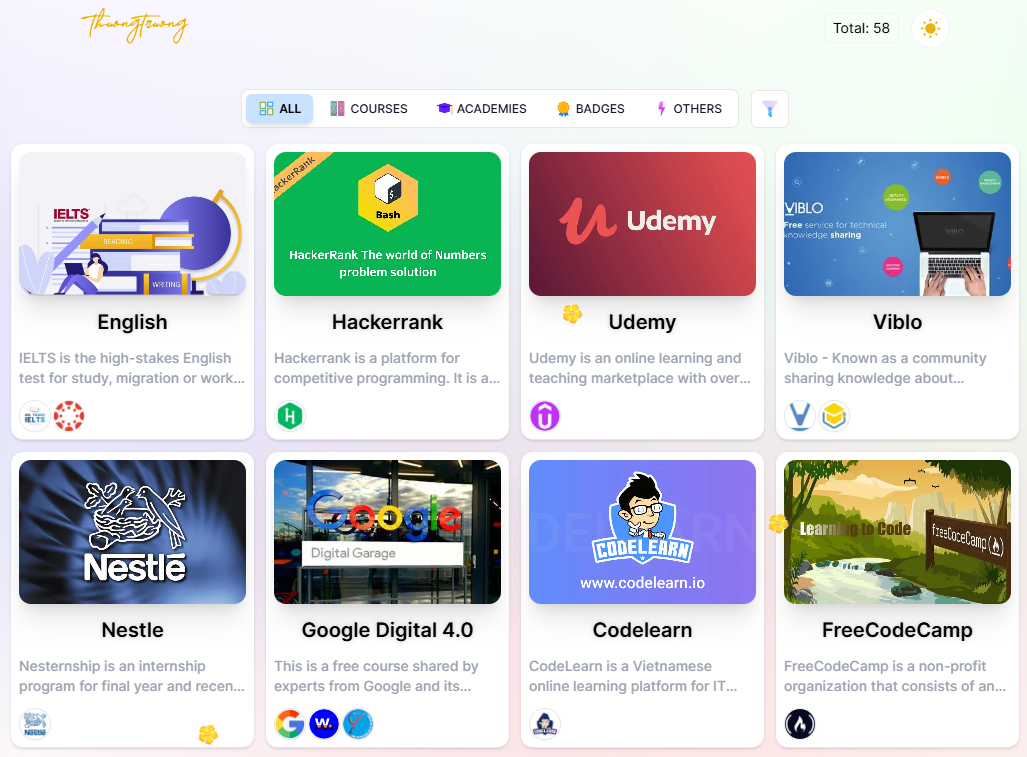 Thuongtruong
Total: 58
ALL
COURSES
ACADEMIES
BADGES
OTHERS
IELTS
READING
WRITING
English
IELTS is the high-stakes English
test for study, migration or work...
IELTS
HackerRank
Bash
HackerRank The world of Numbers
problem solution
Hackerrank
Hackerrank is a platform for
competitive programming. It is a...
H
Udemy
Udemy
Udemy is an online learning and
teaching marketplace with over...
VIBLO
Free service for technical
knowledge sharing
VIBLO
Viblo
Viblo - Known as a community
sharing knowledge about...
Nestlé
Nestle
Nesternship is an internship
program for final year and recen...
Nestlé
Google
Digital Garage
Google Digital 4.0
This is a free course shared by
experts from Google and its...
G
W.
CODELEARN
www.codelearn.io
Codelearn
CodeLearn is a Vietnamese
online learning platform for IT...
CODELEARN
Learning to Code
freeCodeCamp(
FreeCodeCamp
FreeCodeCamp is a non-profit
organization that consists of an...